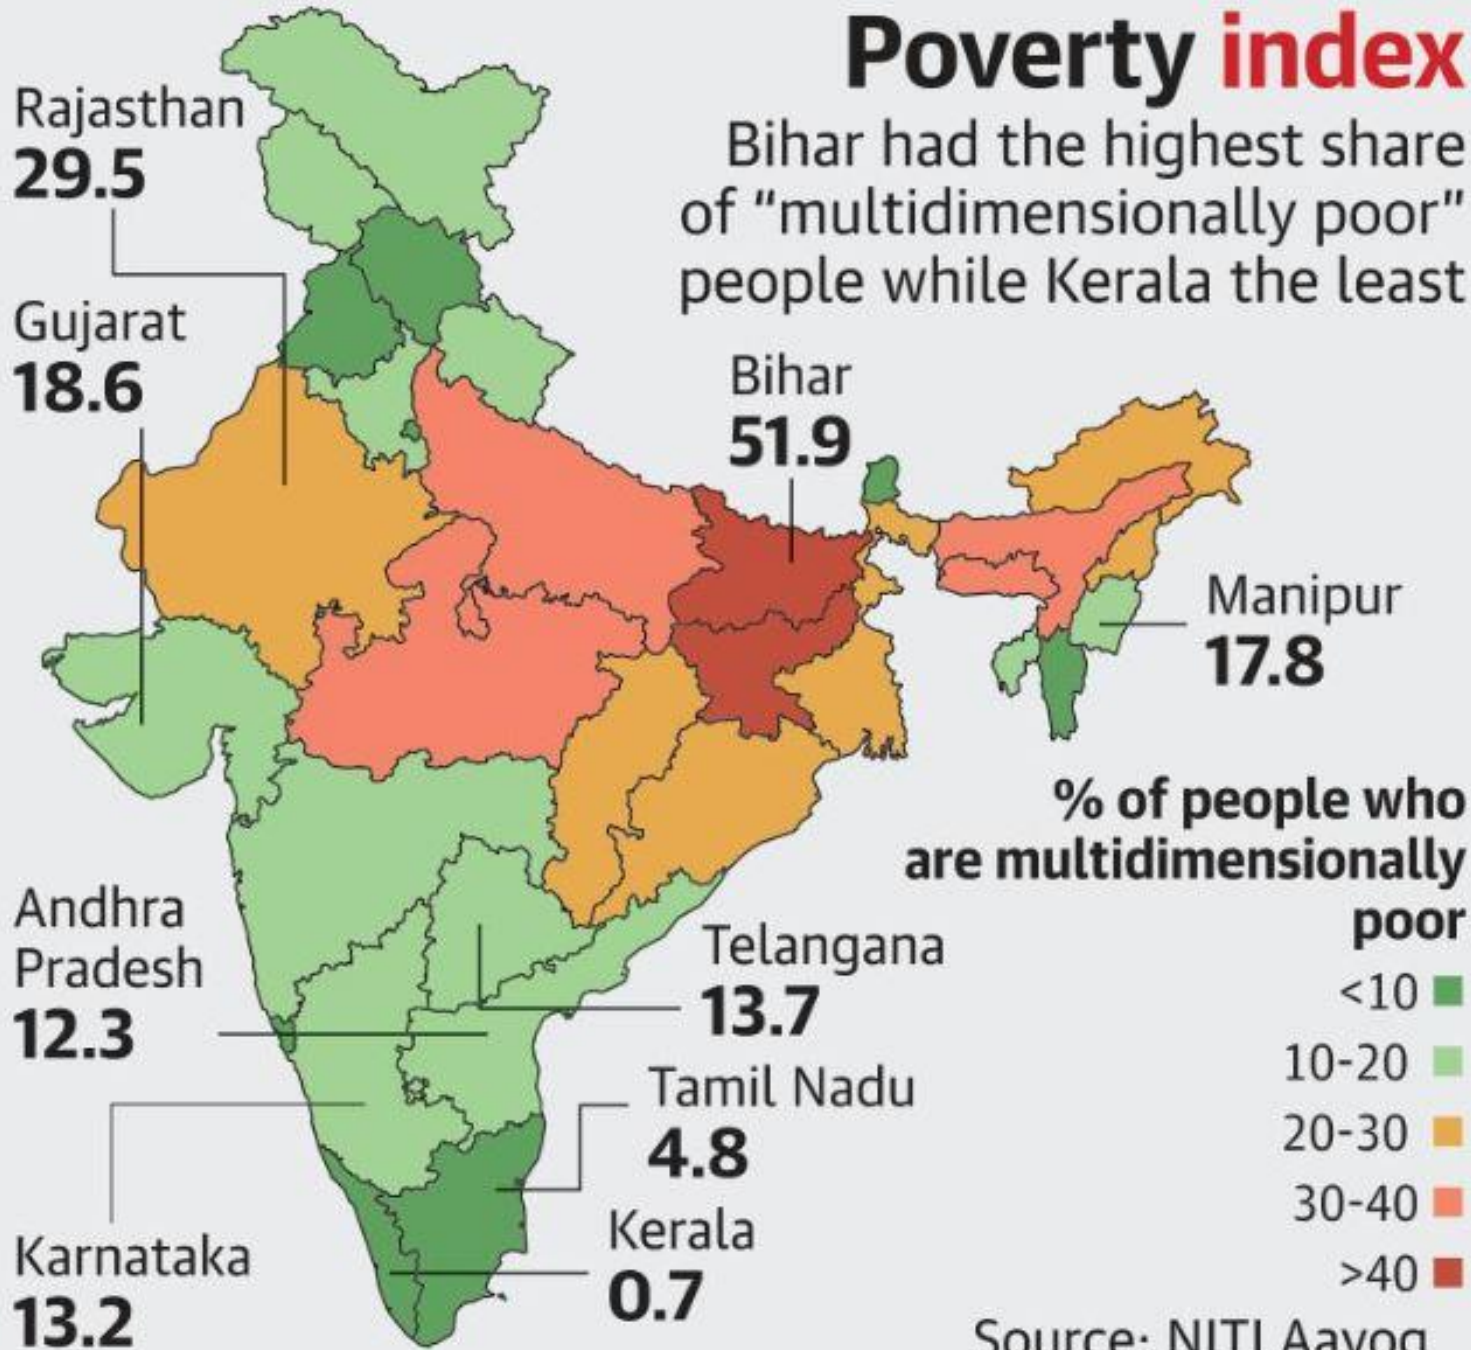 Poverty index
Bihar had the highest share
of “multidimensionally poor”
people while Kerala the least
Rajasthan
29.5
Gujarat
18.6
Bihar
51.9
Manipur
17.8
Andhra
Pradesh
12.3
Telangana
13.7
Tamil Nadu
4.8
Karnataka
13.2
Kerala
0.7
% of people who
are multidimensionally
poor
<10
10-20
20-30
30-40
>40
Source: NITI Aayog